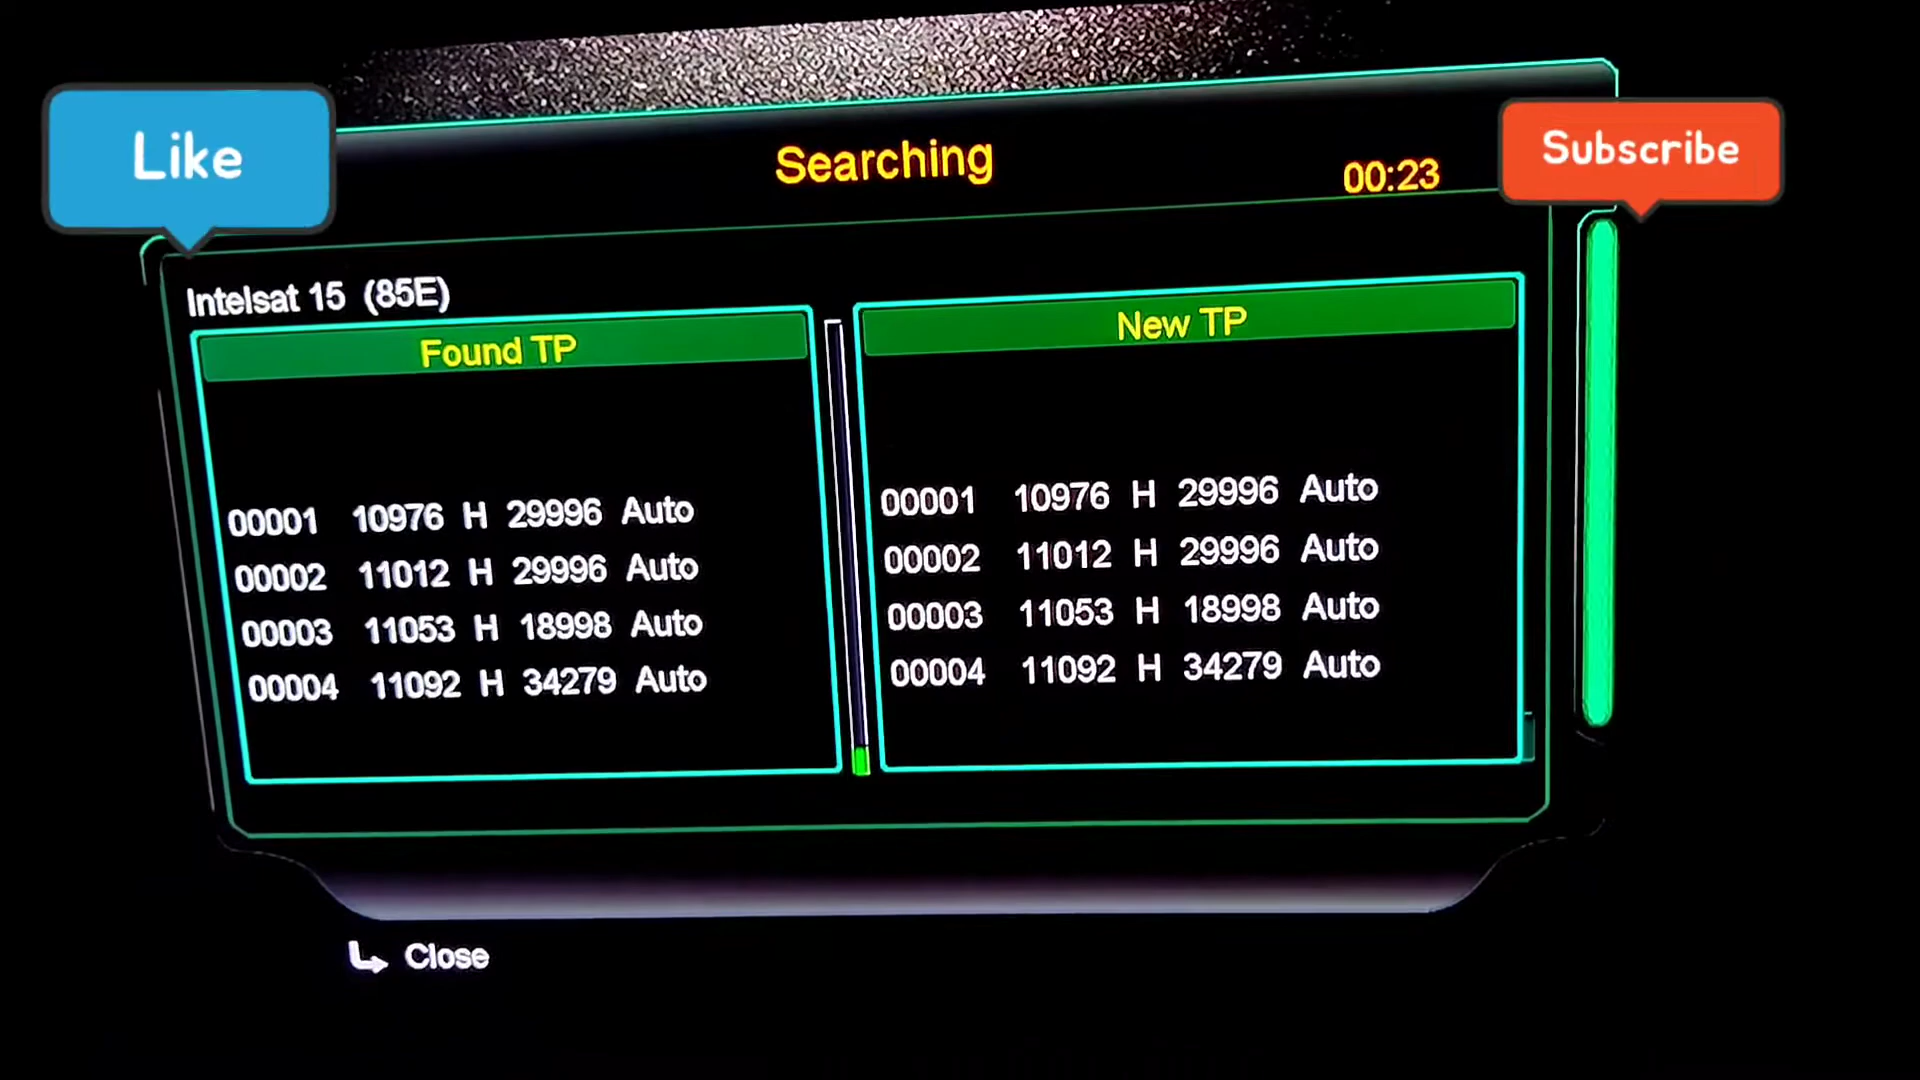 Like
Subscribe
Searching
00:23
Intelsat 15 (85E)
Found TP
00001 10976 H 29996 Auto
00002 11012 H 29996 Auto
00003 11053 H 18998 Auto
00004 11092 H 34279 Auto
New TP
00001 10976 H 29996 Auto
00002 11012 H 29996 Auto
00003 11053 H 18998 Auto
00004 11092 H 34279 Auto
Close